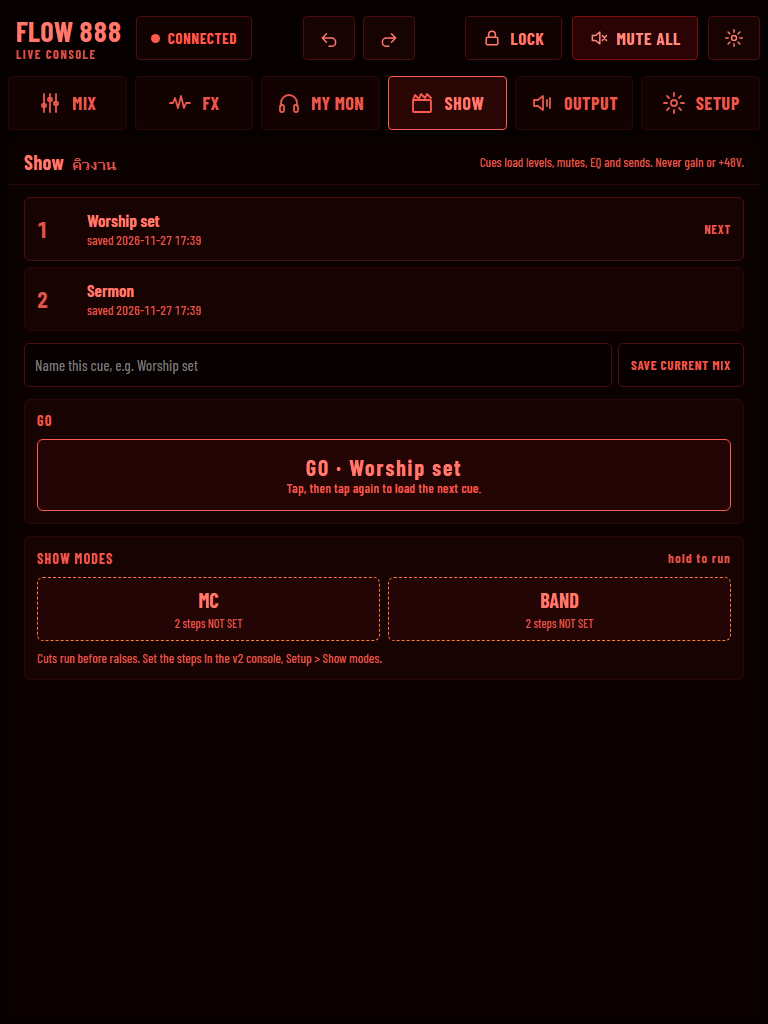 FLOW 888
LIVE CONSOLE
CONNECTED
LOCK
MUTE ALL
MIX
FX
MY MON
SHOW
OUTPUT
SETUP
Show คิวงาน
Cues load levels, mutes, EQ and sends. Never gain or +48V.
1
Worship set
saved 2026-11-27 17:39
NEXT
2
Sermon
saved 2026-11-27 17:39
Name this cue, e.g. Worship set
SAVE CURRENT MIX
GO
GO · Worship set
Tap, then tap again to load the next cue.
SHOW MODES
hold to run
MC
2 steps NOT SET
BAND
2 steps NOT SET
Cuts run before raises. Set the steps in the v2 console, Setup > Show modes.